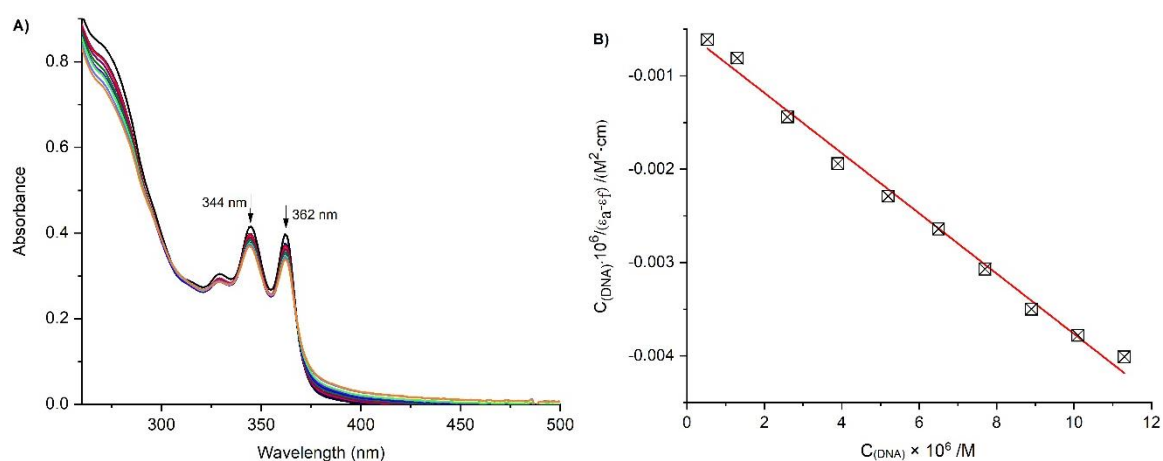 A)
0.8
0.6
0.4
0.2
0.0
Absorbance
344 nm
362 nm
300
350
400
450
500
Wavelength (nm)
B)
-0.001
-0.002
-0.003
-0.004
C(DNA)·10⁶/(εa-εf) /(M²·cm)
0
2
4
6
8
10
12
C(DNA) × 10⁶ /M